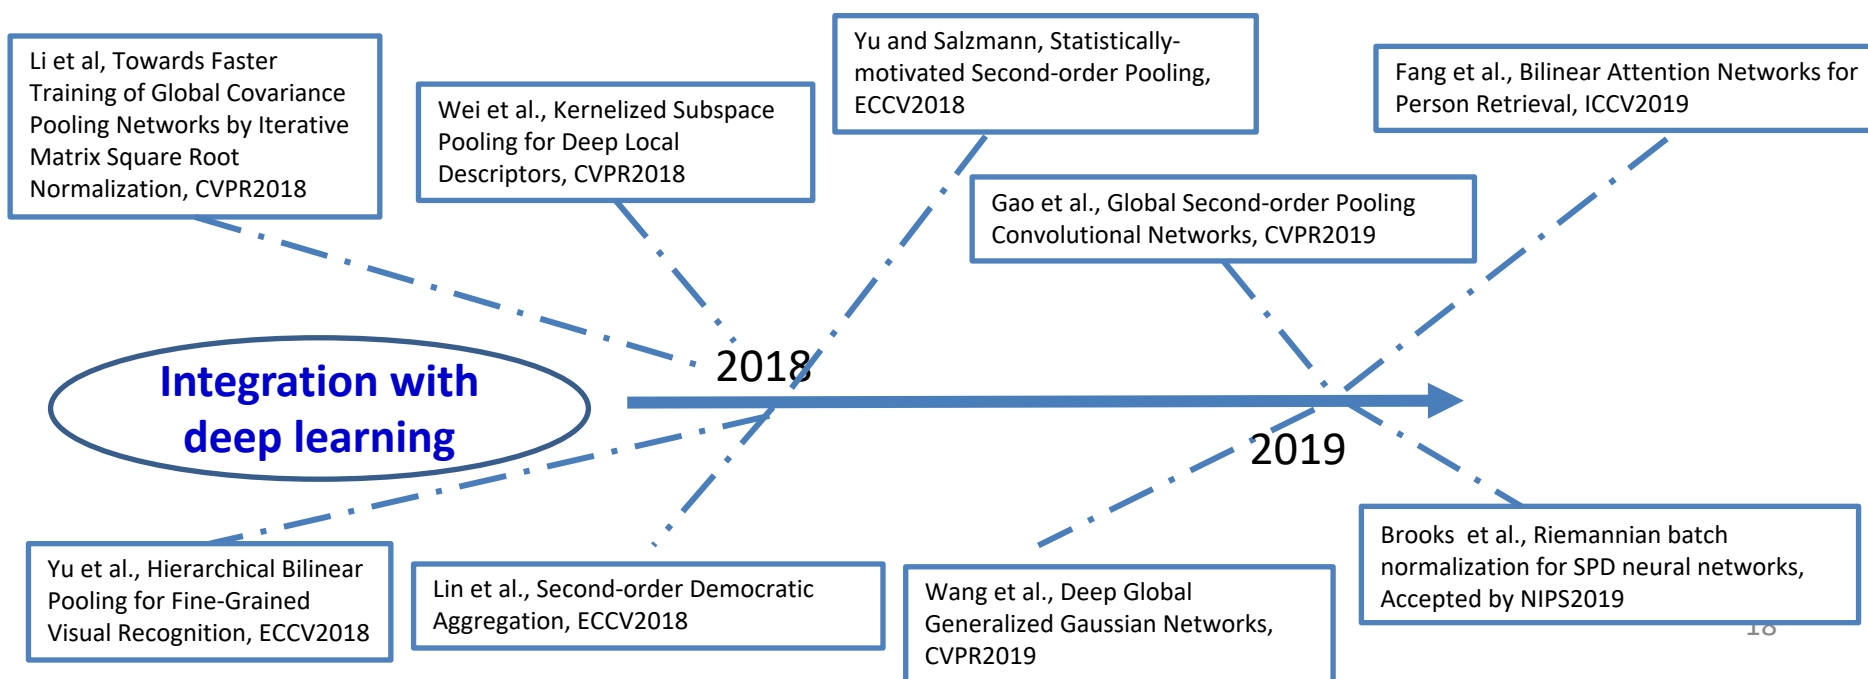 Li et al, Towards Faster
Training of Global Covariance
Pooling Networks by Iterative
Matrix Square Root
Normalization, CVPR2018
Wei et al., Kernelized Subspace
Pooling for Deep Local
Descriptors, CVPR2018
Yu and Salzmann, Statistically-
motivated Second-order Pooling,
ECCV2018
Gao et al., Global Second-order Pooling
Convolutional Networks, CVPR2019
Fang et al., Bilinear Attention Networks for
Person Retrieval, ICCV2019
Integration with
deep learning
2018
2019
Yu et al., Hierarchical Bilinear
Pooling for Fine-Grained
Visual Recognition, ECCV2018
Lin et al., Second-order Democratic
Aggregation, ECCV2018
Wang et al., Deep Global
Generalized Gaussian Networks,
CVPR2019
Brooks  et al., Riemannian batch
normalization for SPD neural networks,
Accepted by NIPS2019
18